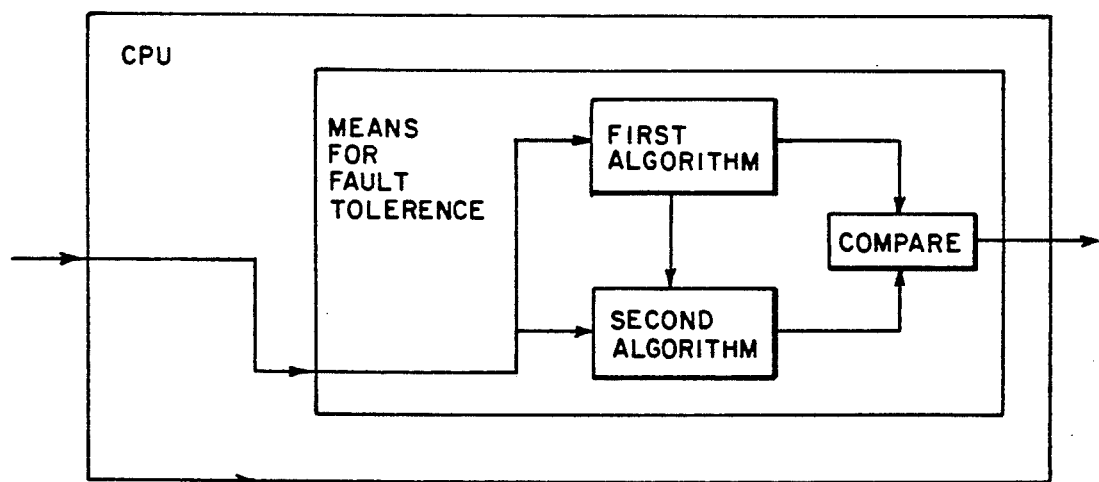 CPU
MEANS
FOR
FAULT
TOLERENCE
FIRST
ALGORITHM
COMPARE
SECOND
ALGORITHM